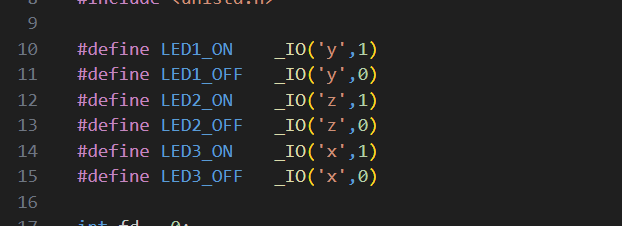 8 #include <unistd.h>
9
10 #define LED1_ON _IO('y',1)
11 #define LED1_OFF _IO('y',0)
12 #define LED2_ON _IO('z',1)
13 #define LED2_OFF _IO('z',0)
14 #define LED3_ON _IO('x',1)
15 #define LED3_OFF _IO('x',0)
16
17 int fd = 0;